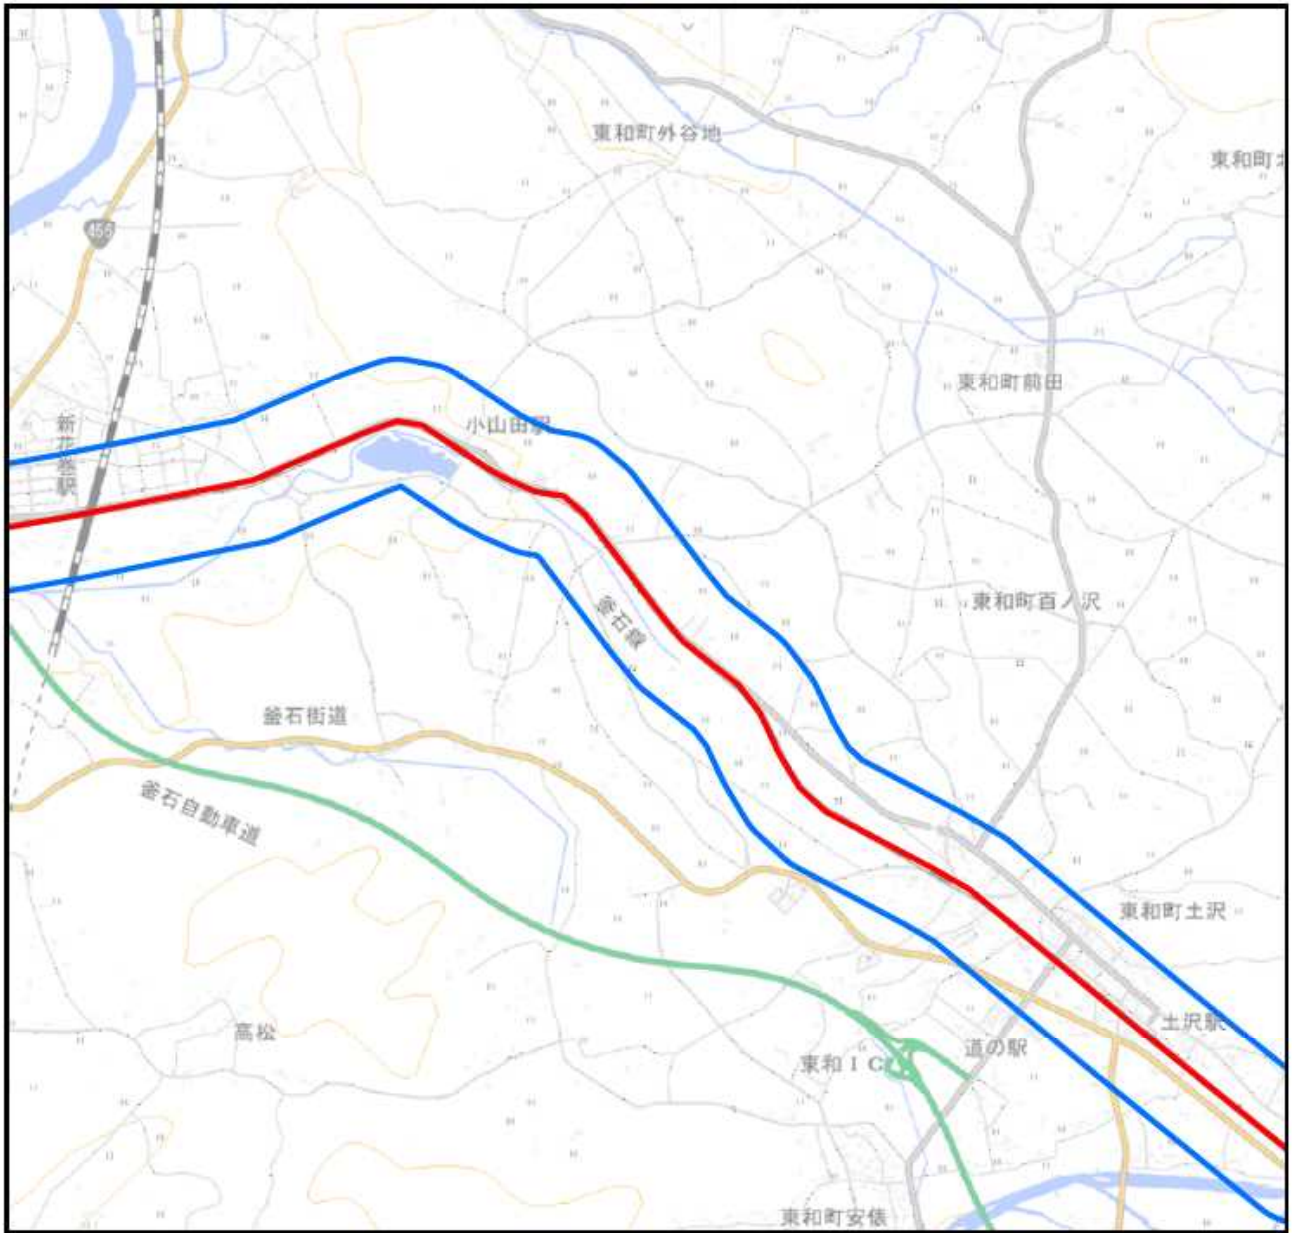 東和町外谷地
東和町
456
東和町前田
新花巻駅
小山田駅
東和町百ノ沢
釜石線
釜石街道
釜石自動車道
東和町土沢
土沢駅
高松
道の駅
東和IC
東和町安俵